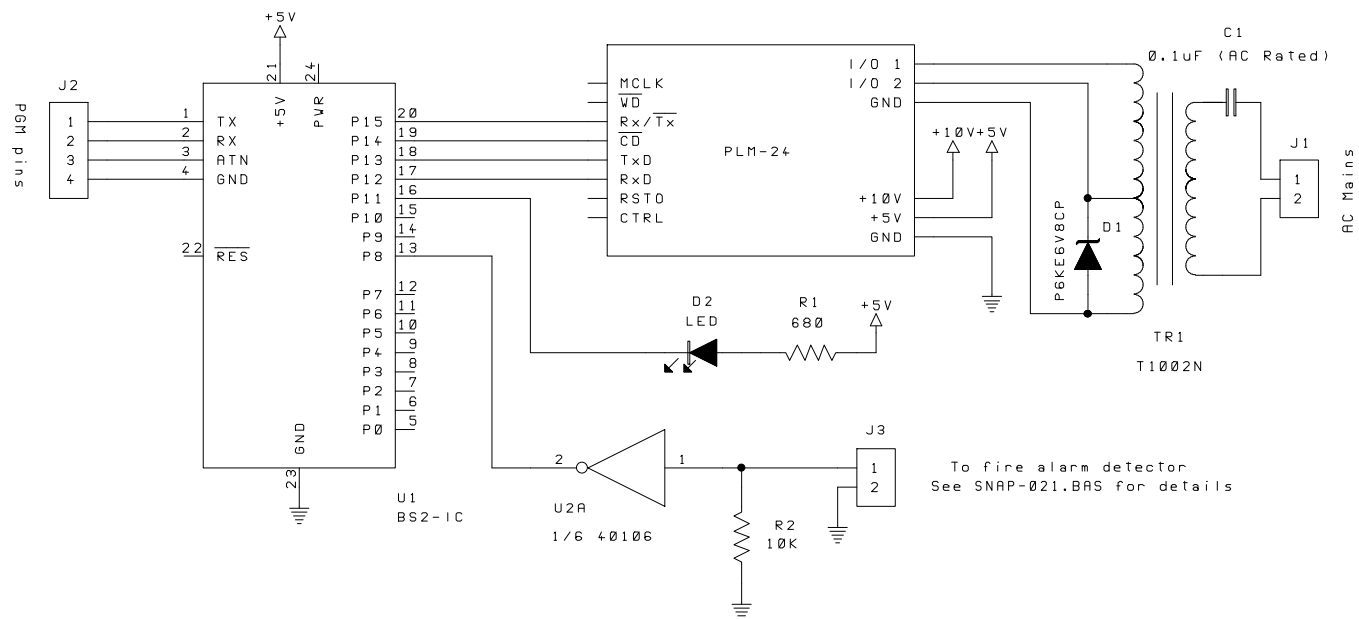 +5V
C1
0.1uF (AC Rated)
J2
PGM pins
1
2
3
4
1
2
3
4
22
21
24
+5V
PWR
TX
RX
ATN
GND
RES
P15
P14
P13
P12
P11
P10
P9
P8
P7
P6
P5
P4
P3
P2
P1
P0
20
19
18
17
16
15
14
13
12
11
10
9
8
7
6
5
GND
23
U1
BS2-IC
MCLK
WD
Rx/Tx
CD
TxD
RxD
RSTO
CTRL
PLM-24
I/O 1
I/O 2
GND
+10V
+5V
GND
+10V+5V
P6KE6V8CP
D1
TR1
T1002N
J1
1
2
AC Mains
D2
LED
R1
680
+5V
2
1
U2A
1/6 40106
R2
10K
J3
1
2
To fire alarm detector
See SNAP-021.BAS for details